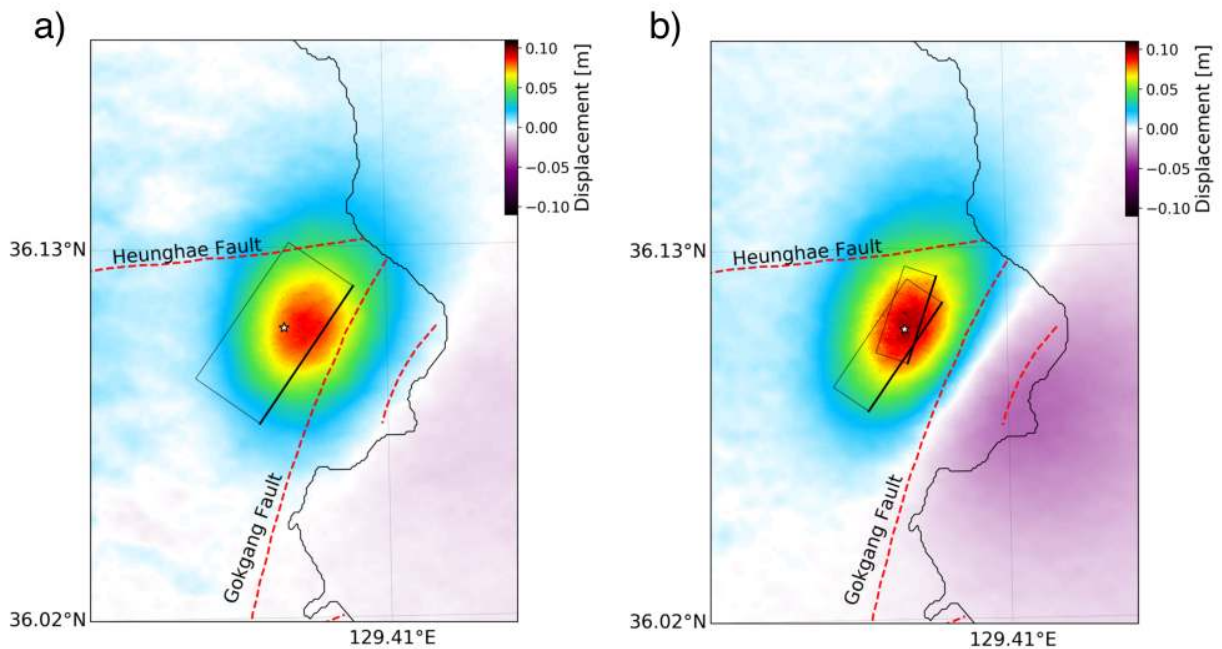 a)
0.10
0.05
0.00
−0.05
−0.10
Displacement [m]
36.13°N
Heunghae Fault
Gokgang Fault
36.02°N
129.41°E
b)
0.10
0.05
0.00
−0.05
−0.10
Displacement [m]
36.13°N
Heunghae Fault
Gokgang Fault
36.02°N
129.41°E